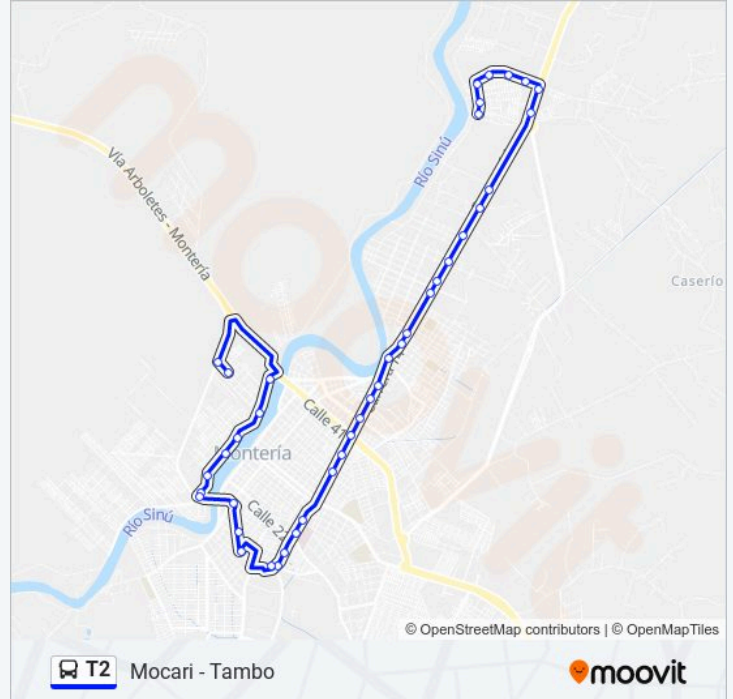 Río Sinú
Vía Arboletes - Montería
Caserío
Calle 41
Montería
Calle 22
Río Sinú
moovit
© OpenStreetMap contributors | © OpenMapTiles
T2 Mocari - Tambo
moovit